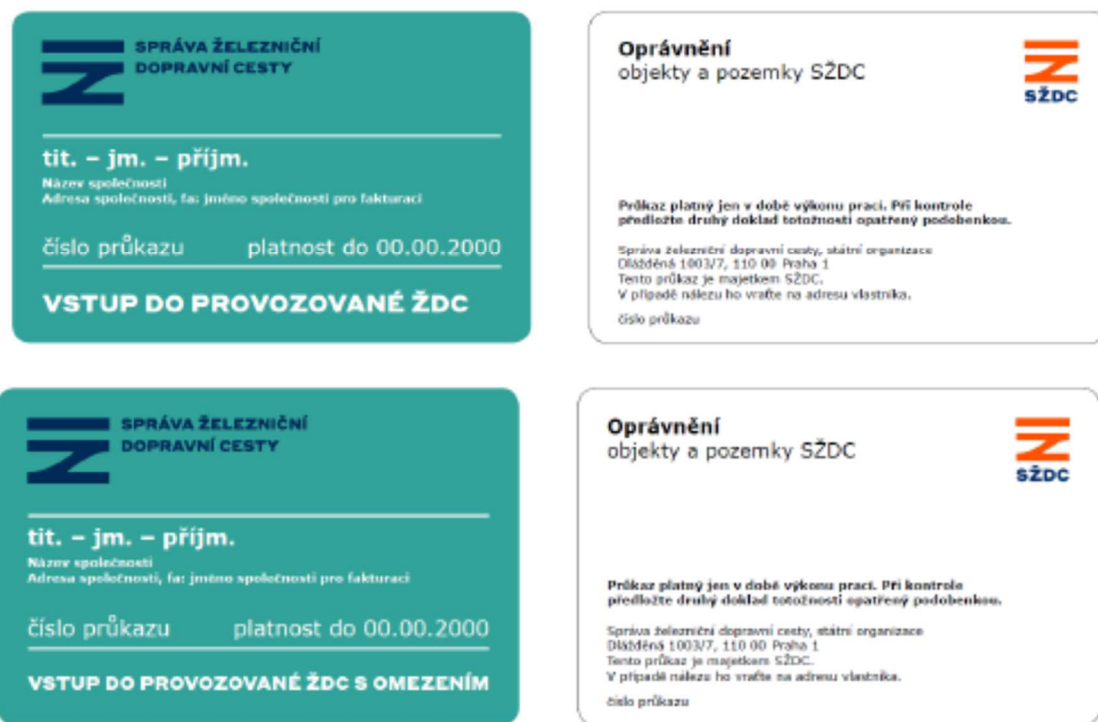 SPRÁVA ŽELEZNIČNÍ
DOPRAVNÍ CESTY
tit. – jm. – příjm.
Název společnosti
Adresa společnosti, fa: jméno společnosti pro fakturaci
číslo průkazu platnost do 00.00.2000
VSTUP DO PROVOZOVANÉ ŽDC
Oprávnění
objekty a pozemky SŽDC
SŽDC
Průkaz platný jen v době výkonu prací. Při kontrole
předložte druhý doklad totožnosti opatřený podobenkou.
Správa železniční dopravní cesty, státní organizace
Dlážděná 1003/7, 110 00 Praha 1
Tento průkaz je majetkem SŽDC.
V případě nálezu ho vraťte na adresu vlastníka.
číslo průkazu
SPRÁVA ŽELEZNIČNÍ
DOPRAVNÍ CESTY
tit. – jm. – příjm.
Název společnosti
Adresa společnosti, fa: jméno společnosti pro fakturaci
číslo průkazu platnost do 00.00.2000
VSTUP DO PROVOZOVANÉ ŽDC S OMEZENÍM
Oprávnění
objekty a pozemky SŽDC
SŽDC
Průkaz platný jen v době výkonu prací. Při kontrole
předložte druhý doklad totožnosti opatřený podobenkou.
Správa železniční dopravní cesty, státní organizace
Dlážděná 1003/7, 110 00 Praha 1
Tento průkaz je majetkem SŽDC.
V případě nálezu ho vraťte na adresu vlastníka.
číslo průkazu